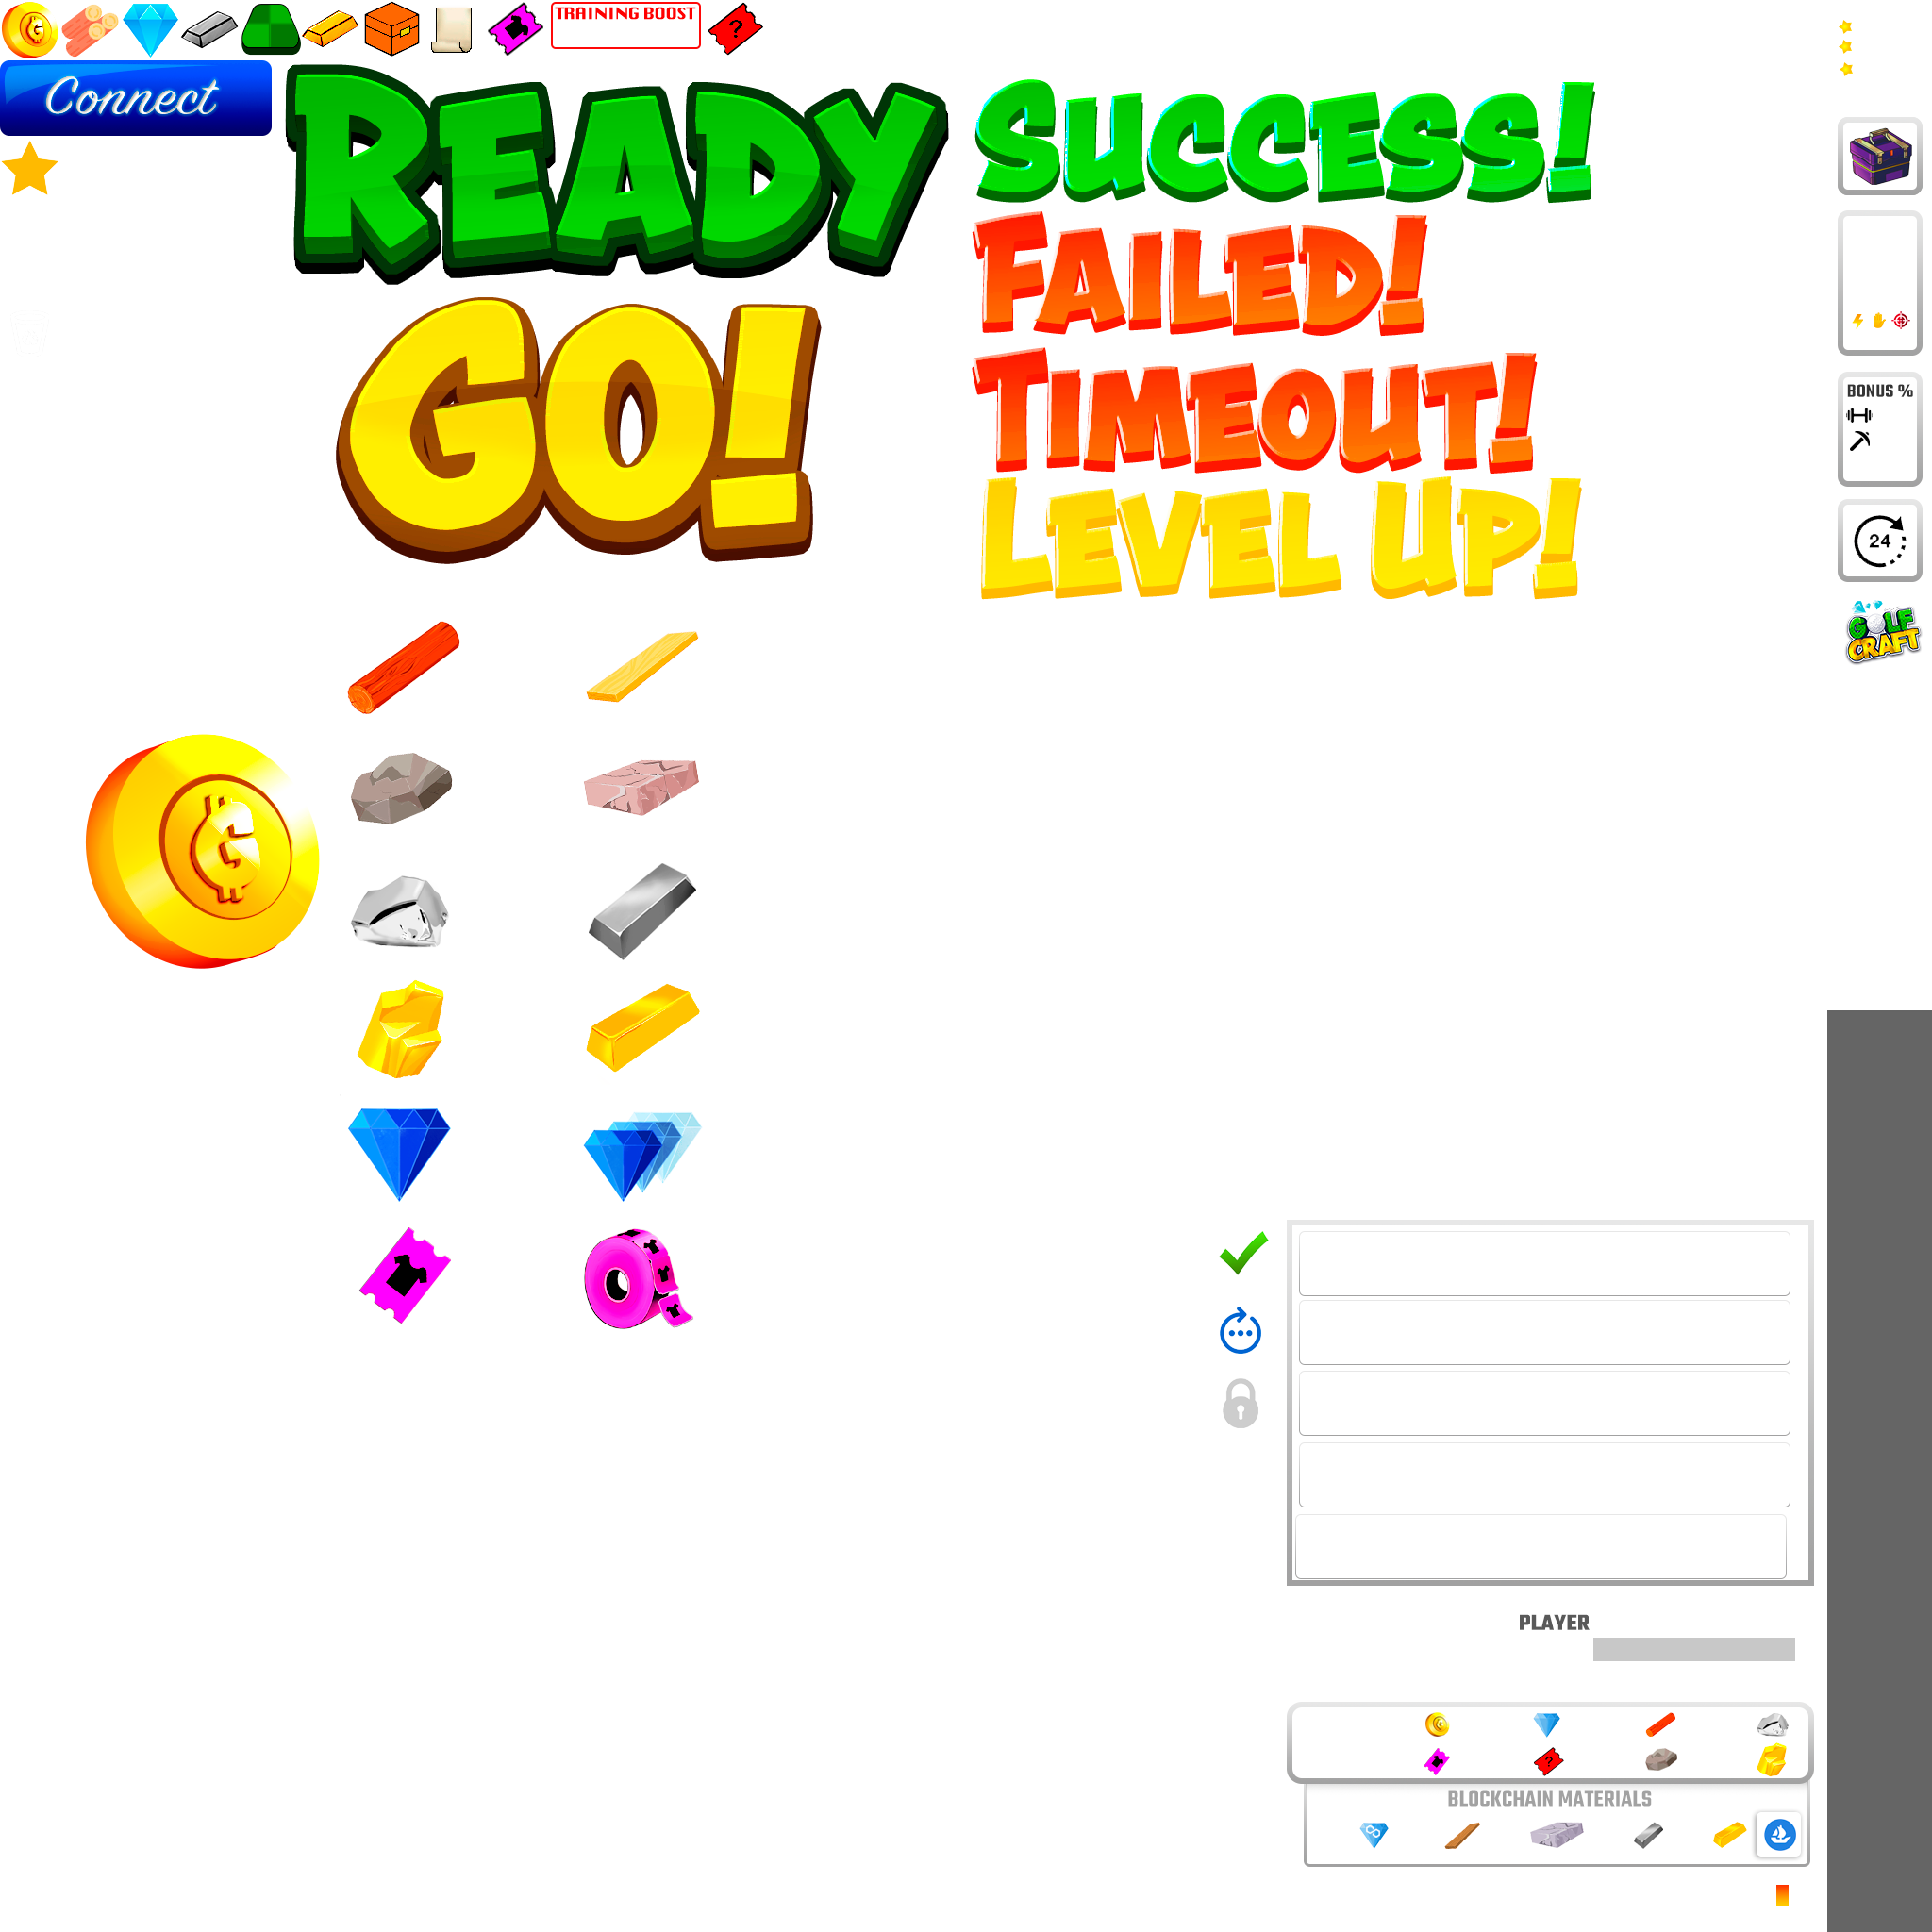 TRAINING BOOST
?
Connect
READY
GO!
SUCCESS!
FAILED!
TIMEOUT!
LEVEL UP!
BONUS %
24
GOLF
CRAFT
G
PLAYER
?
BLOCKCHAIN MATERIALS